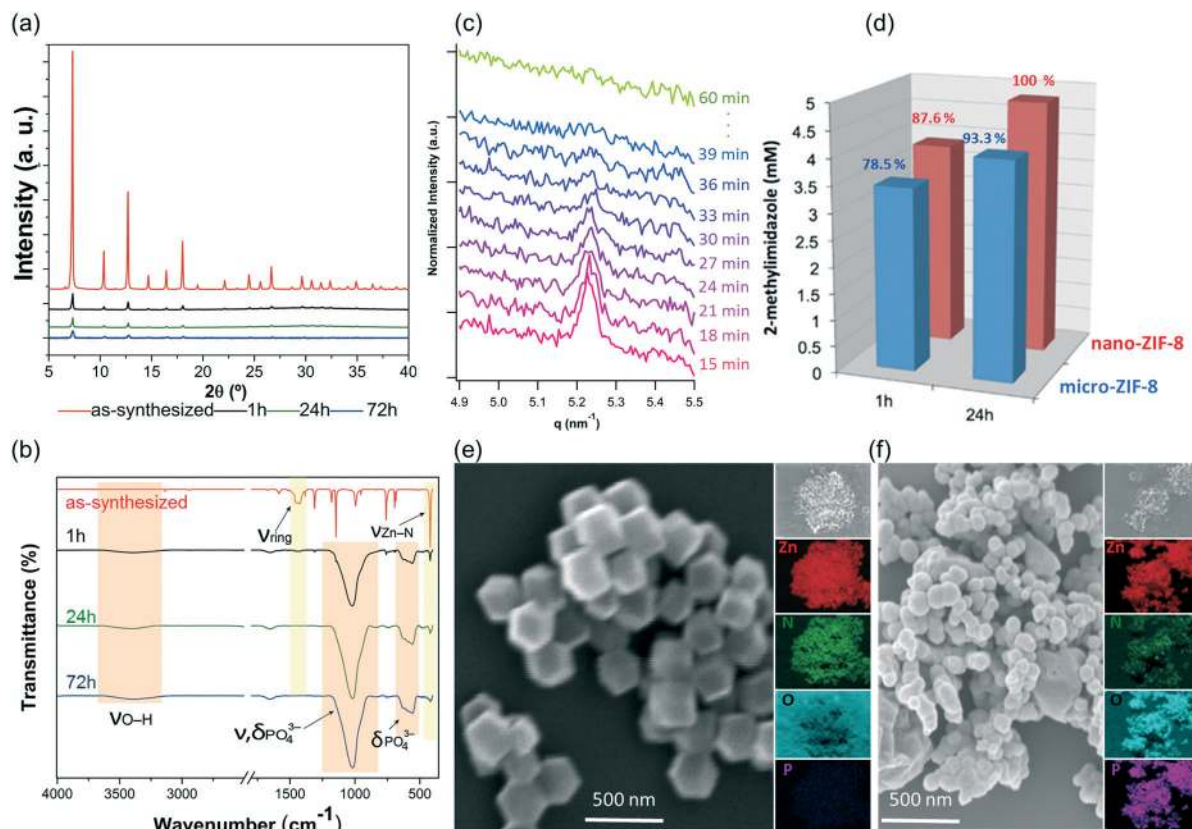 (a)
Intensity (a. u.)
5 10 15 20 25 30 35 40
2θ (º)
as-synthesized 1h 24h 72h
(b)
as-synthesized
1h
24h
72h
νring
νZn–N
νO–H
ν,δPO₄³⁻
δPO₄³⁻
Transmittance (%)
4000 3000 1500 1000 500
Wavenumber (cm⁻¹)
(c)
Normalized Intensity (a.u.)
60 min
39 min
36 min
33 min
30 min
27 min
24 min
21 min
18 min
15 min
4.9 5.0 5.1 5.2 5.3 5.4 5.5
q (nm⁻¹)
(d)
2-methylimidazole (mM)
5
4.5
4
3.5
3
2.5
2
1.5
1
0.5
0
78.5 %
87.6 %
93.3 %
100 %
nano-ZIF-8
micro-ZIF-8
1h
24h
(e)
500 nm
Zn
N
O
P
(f)
500 nm
Zn
N
O
P